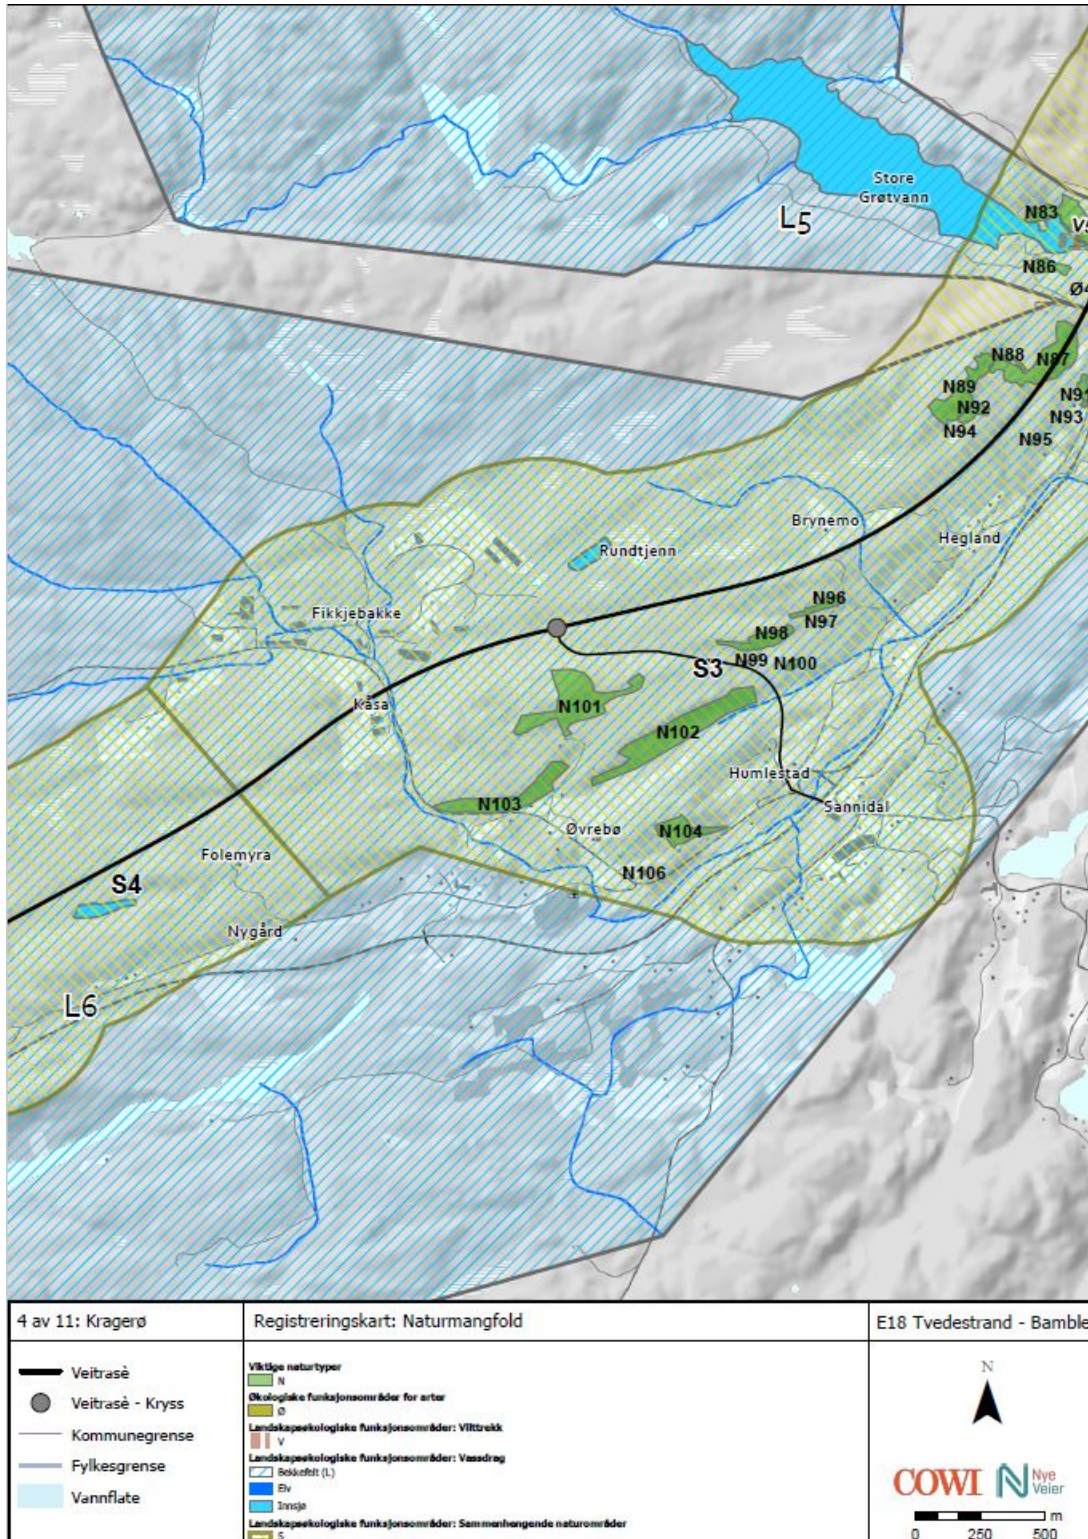 Store
Grøtvann
N83
L5
N86
N88
N87
N89
N91
N92
N93
N94
N95
Brynemo
Hegland
Rundtjenn
Fikkjebakke
N96
N97
N98
S3
N99
N100
Kåsa
N101
N102
Humlestad
N103
Sannidal
Øvrebø
N104
Folemyra
N106
S4
Nygård
L6
4 av 11: Kragerø
Registreringskart: Naturmangfold
E18 Tvedestrand - Bamble
Veitrasè
Veitrasè - Kryss
Kommunegrense
Fylkesgrense
Vannflate
Viktige naturtyper
N
Økologiske funksjonsområder for arter
Ø
Landskapsøkologiske funksjonsområder: Vilttrekk
V
Landskapsøkologiske funksjonsområder: Vassdrag
Bekkefelt (L)
Elv
Innsjø
Landskapsøkologiske funksjonsområder: Sammenhengende naturområder
S
N
COWI
Nye
Veier
m
0 250 500